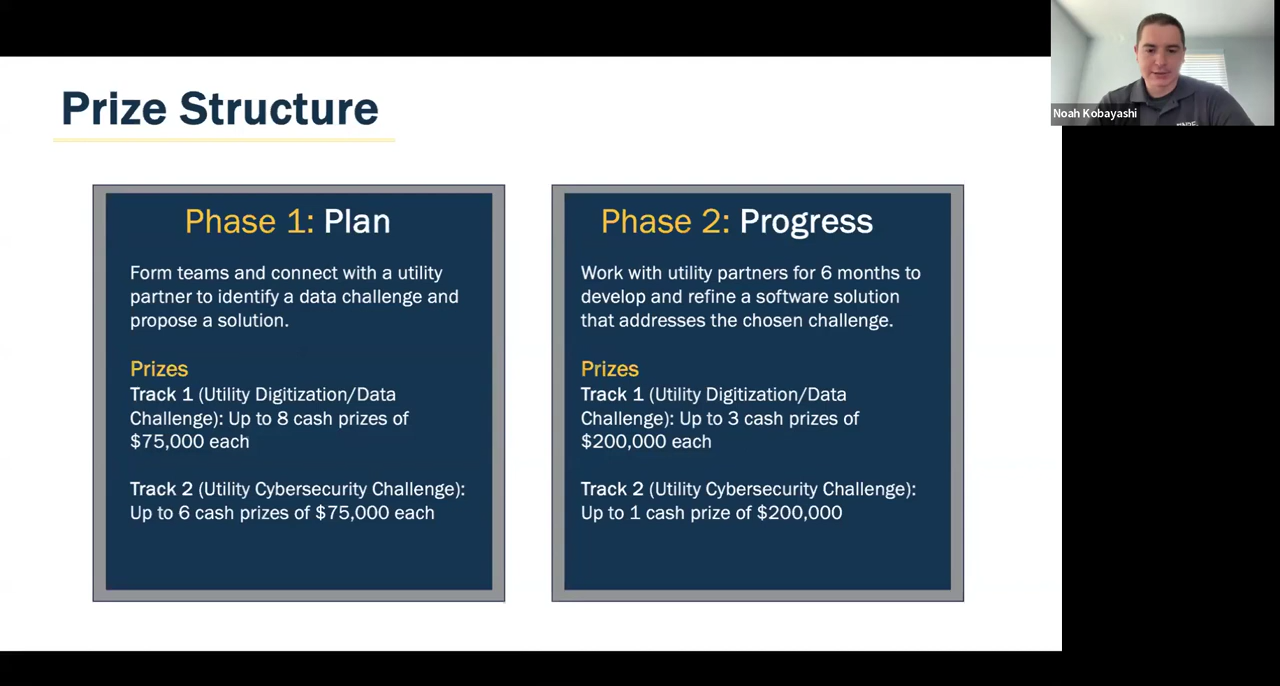 Prize Structure
Phase 1: Plan
Form teams and connect with a utility
partner to identify a data challenge and
propose a solution.
Prizes
Track 1 (Utility Digitization/Data
Challenge): Up to 8 cash prizes of
$75,000 each
Track 2 (Utility Cybersecurity Challenge):
Up to 6 cash prizes of $75,000 each
Phase 2: Progress
Work with utility partners for 6 months to
develop and refine a software solution
that addresses the chosen challenge.
Prizes
Track 1 (Utility Digitization/Data
Challenge): Up to 3 cash prizes of
$200,000 each
Track 2 (Utility Cybersecurity Challenge):
Up to 1 cash prize of $200,000
Noah Kobayashi